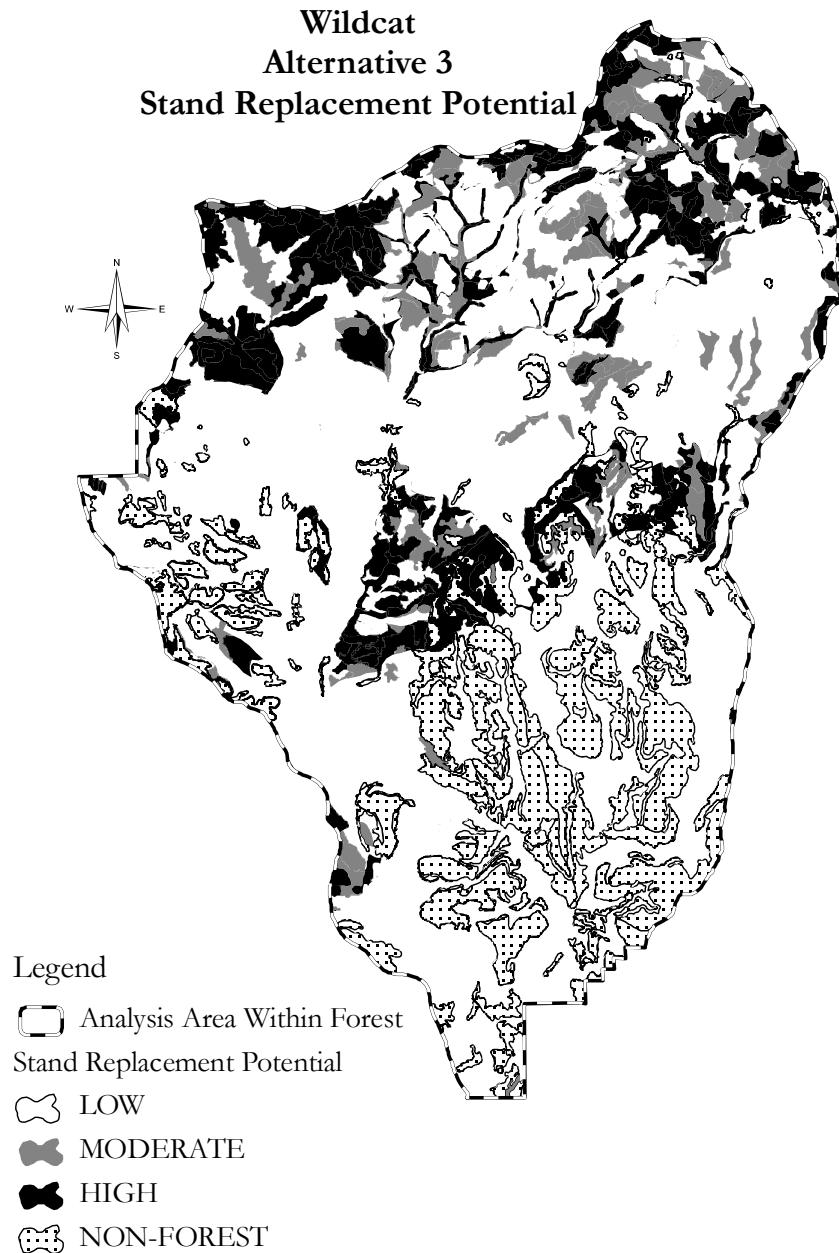 Wildcat
Alternative 3
Stand Replacement Potential
N
W E
S
Legend
Analysis Area Within Forest
Stand Replacement Potential
LOW
MODERATE
HIGH
NON-FOREST